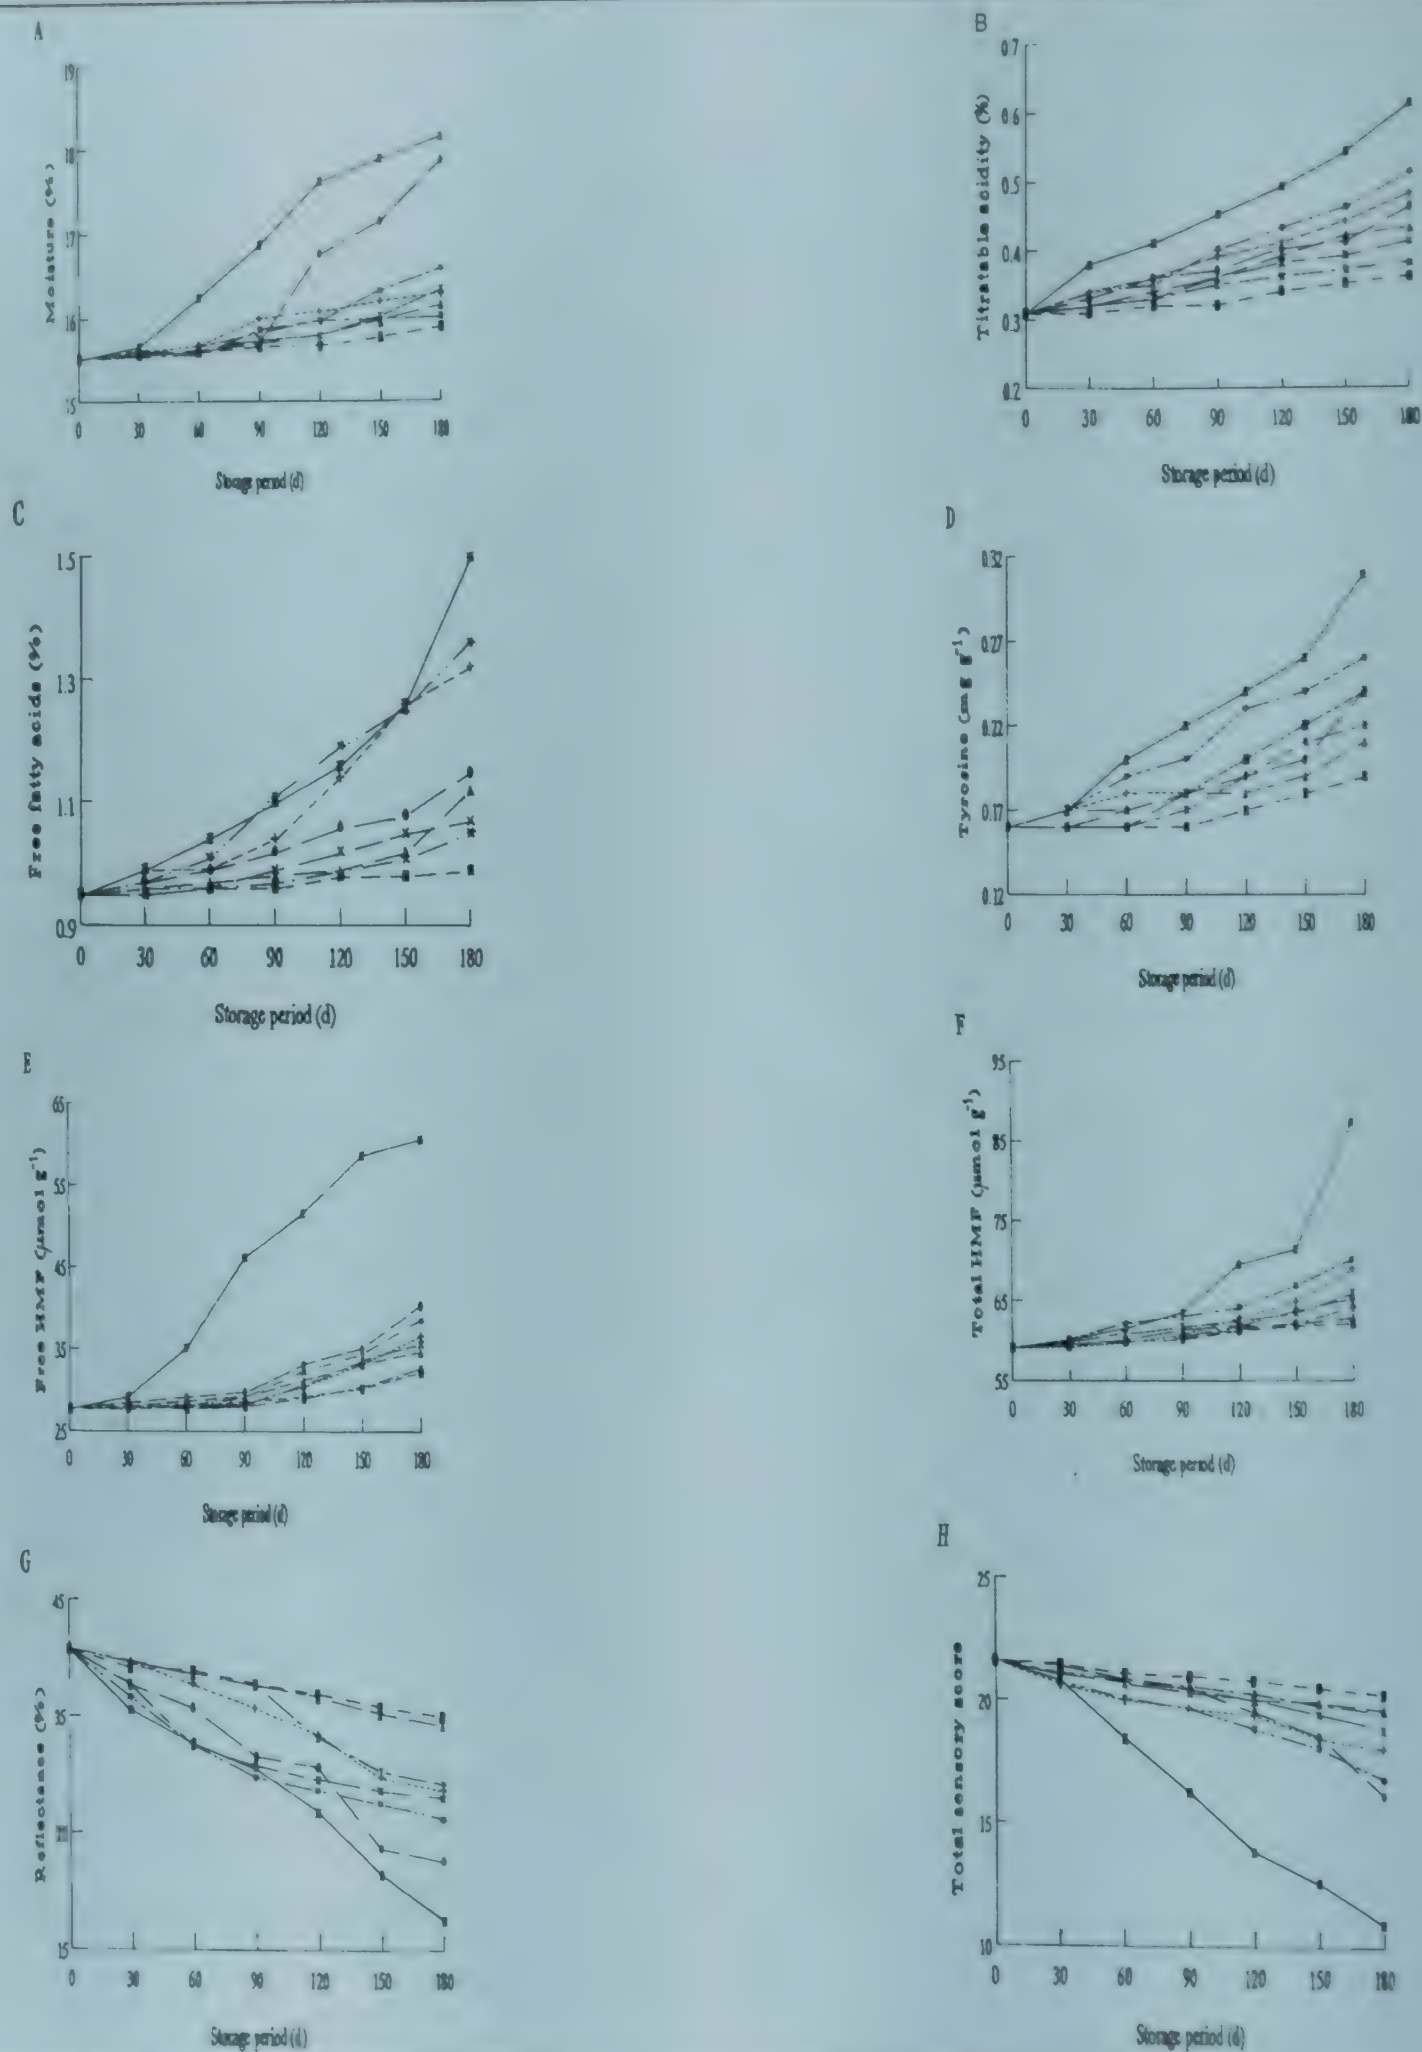 A
19
18
17
16
15
Moisture (%)
0 30 60 90 120 150 180
Storage period (d)
B
0.7
0.6
0.5
0.4
0.3
0.2
Titratable acidity (%)
0 30 60 90 120 150 180
Storage period (d)
C
1.5
1.3
1.1
0.9
Free fatty acids (%)
0 30 60 90 120 150 180
Storage period (d)
D
0.32
0.27
0.22
0.17
0.12
Tyrosine (mg g⁻¹)
0 30 60 90 120 150 180
Storage period (d)
E
65
55
45
35
25
Free HMF (µmol g⁻¹)
0 30 60 90 120 150 180
Storage period (d)
F
95
85
75
65
55
Total HMF (µmol g⁻¹)
0 30 60 90 120 150 180
Storage period (d)
G
45
35
15
Reflectance (%)
0 30 60 90 120 150 180
Storage period (d)
H
25
20
15
10
Total sensory score
0 30 60 90 120 150 180
Storage period (d)